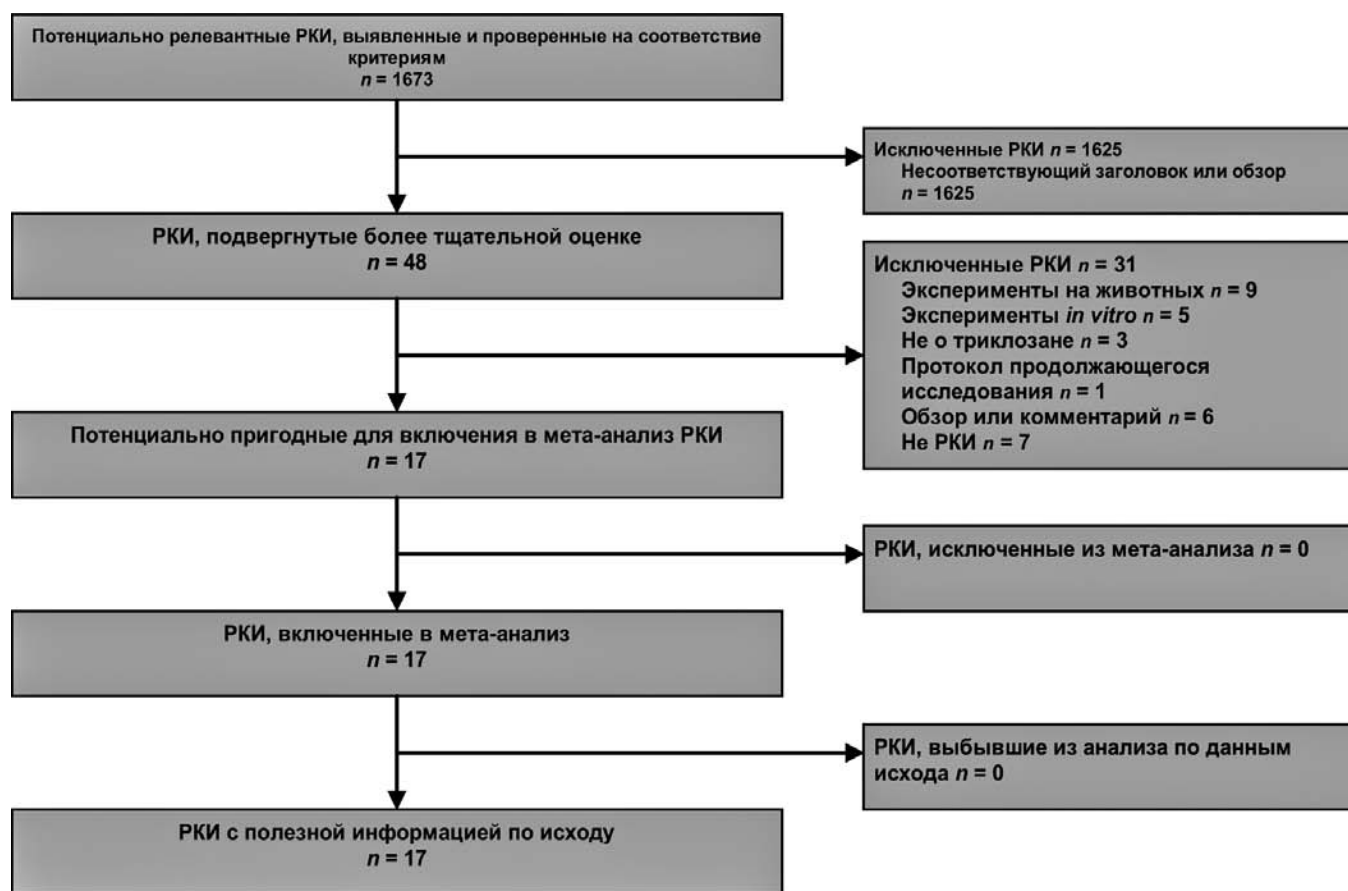 Потенциально релевантные РКИ, выявленные и проверенные на соответствие
критериям
n = 1673
Исключенные РКИ n = 1625
Несоответствующий заголовок или обзор
n = 1625
РКИ, подвергнутые более тщательной оценке
n = 48
Исключенные РКИ n = 31
Эксперименты на животных n = 9
Эксперименты in vitro n = 5
Не о триклозане n = 3
Протокол продолжающегося
исследования n = 1
Обзор или комментарий n = 6
Не РКИ n = 7
Потенциально пригодные для включения в мета-анализ РКИ
n = 17
РКИ, исключенные из мета-анализа n = 0
РКИ, включенные в мета-анализ
n = 17
РКИ, выбывшие из анализа по данным
исхода n = 0
РКИ с полезной информацией по исходу
n = 17